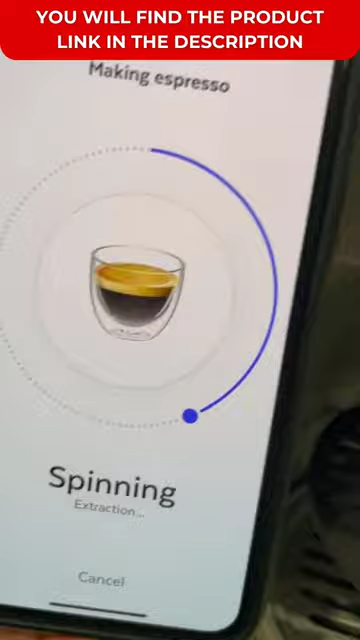 YOU WILL FIND THE PRODUCT
LINK IN THE DESCRIPTION
Making espresso
Spinning
Extraction...
Cancel